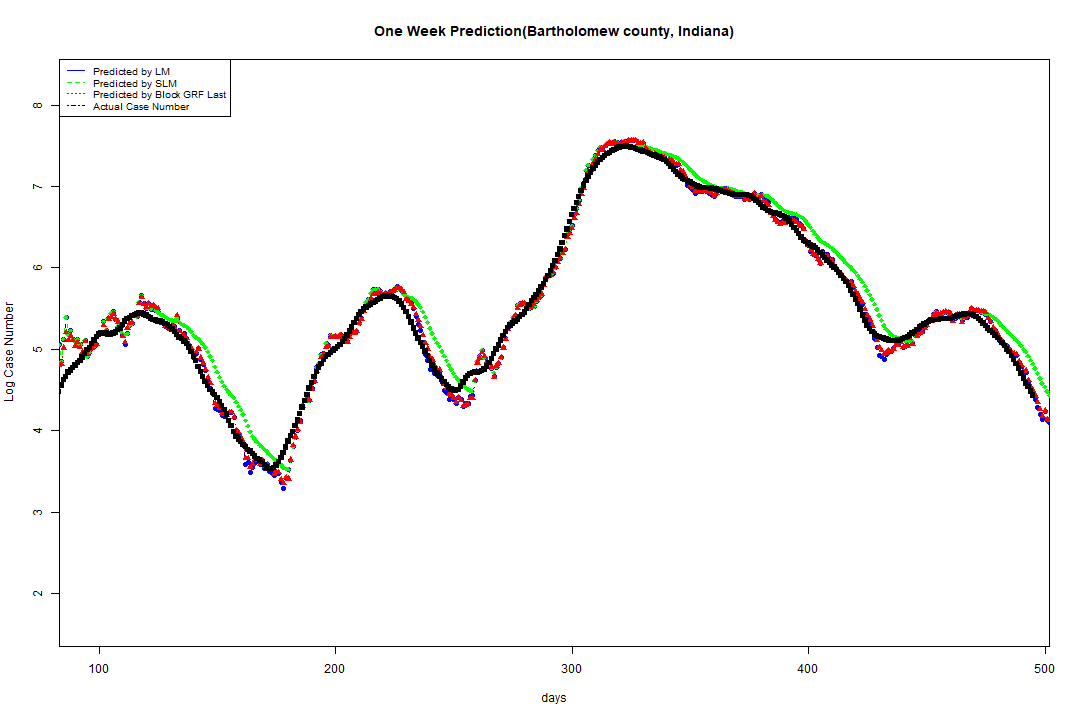 One Week Prediction(Bartholomew county, Indiana)
Predicted by LM
Predicted by SLM
Predicted by Block GRF Last
Actual Case Number
8
7
6
5
4
3
2
Log Case Number
100 200 300 400 500
days